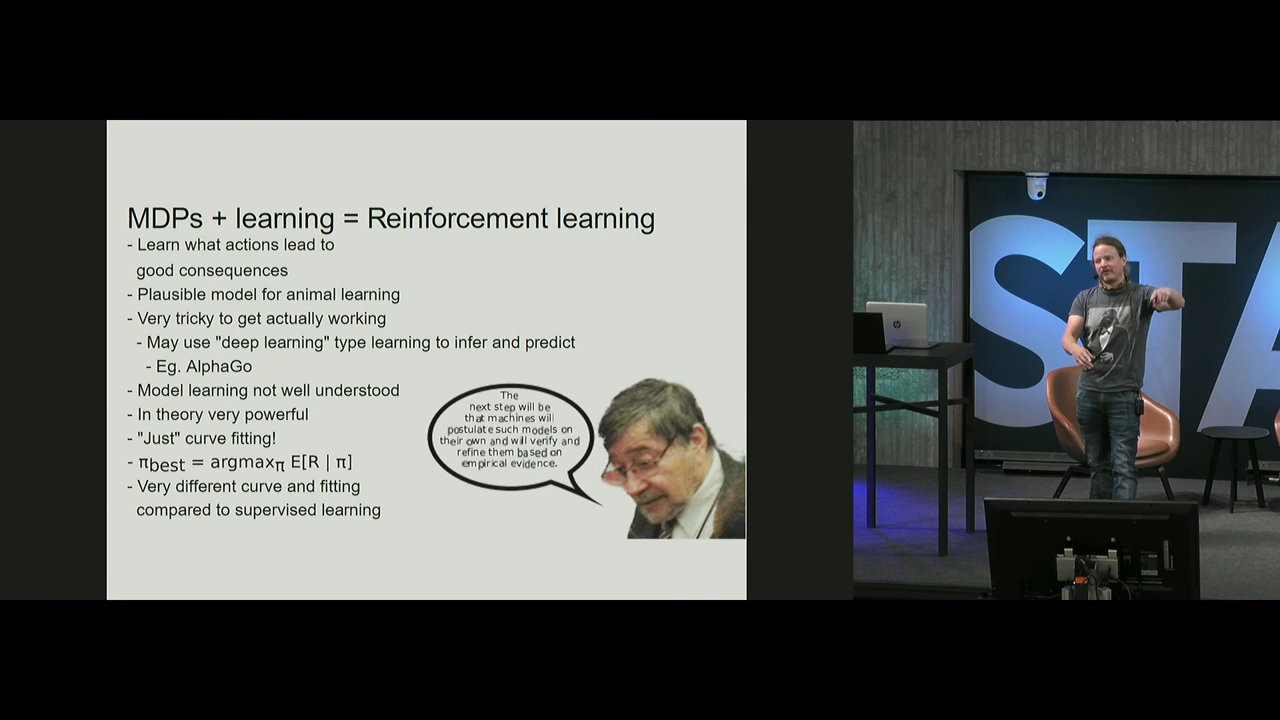 MDPs + learning = Reinforcement learning
- Learn what actions lead to
good consequences
- Plausible model for animal learning
- Very tricky to get actually working
- May use "deep learning" type learning to infer and predict
- Eg. AlphaGo
- Model learning not well understood
- In theory very powerful
- "Just" curve fitting!
- πbest = argmaxπ E[R | π]
- Very different curve and fitting
compared to supervised learning
The
next step will be
that machines will
postulate such models on
their own and will verify and
refine them based on
empirical evidence.
STA
hp